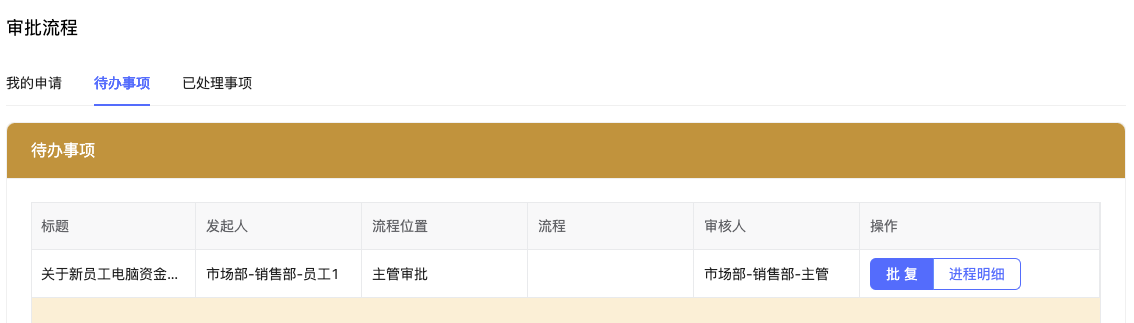 审批流程
我的申请 待办事项 已处理事项
待办事项
标题 发起人 流程位置 流程 审核人 操作
关于新员工电脑资金... 市场部-销售部-员工1 主管审批 市场部-销售部-主管 批 复 进程明细